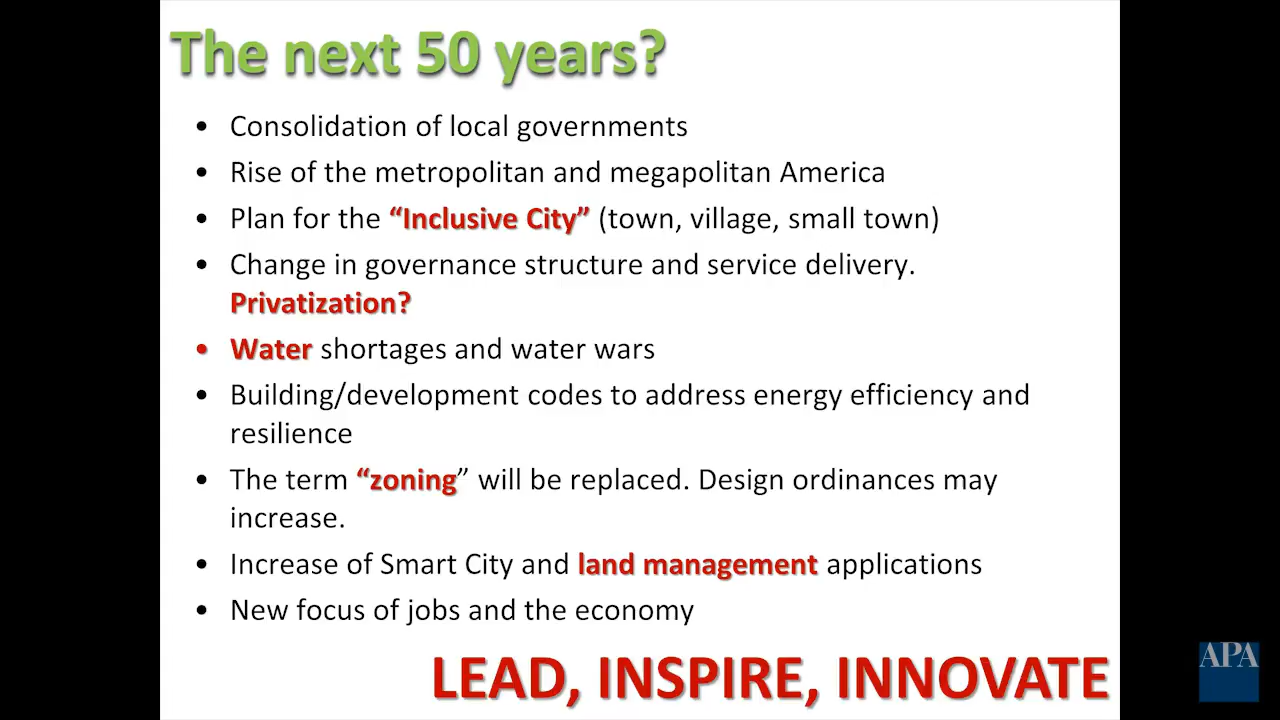 The next 50 years?
• Consolidation of local governments
• Rise of the metropolitan and megapolitan America
• Plan for the “Inclusive City” (town, village, small town)
• Change in governance structure and service delivery.
Privatization?
• Water shortages and water wars
• Building/development codes to address energy efficiency and
resilience
• The term “zoning” will be replaced. Design ordinances may
increase.
• Increase of Smart City and land management applications
• New focus of jobs and the economy
LEAD, INSPIRE, INNOVATE
APA